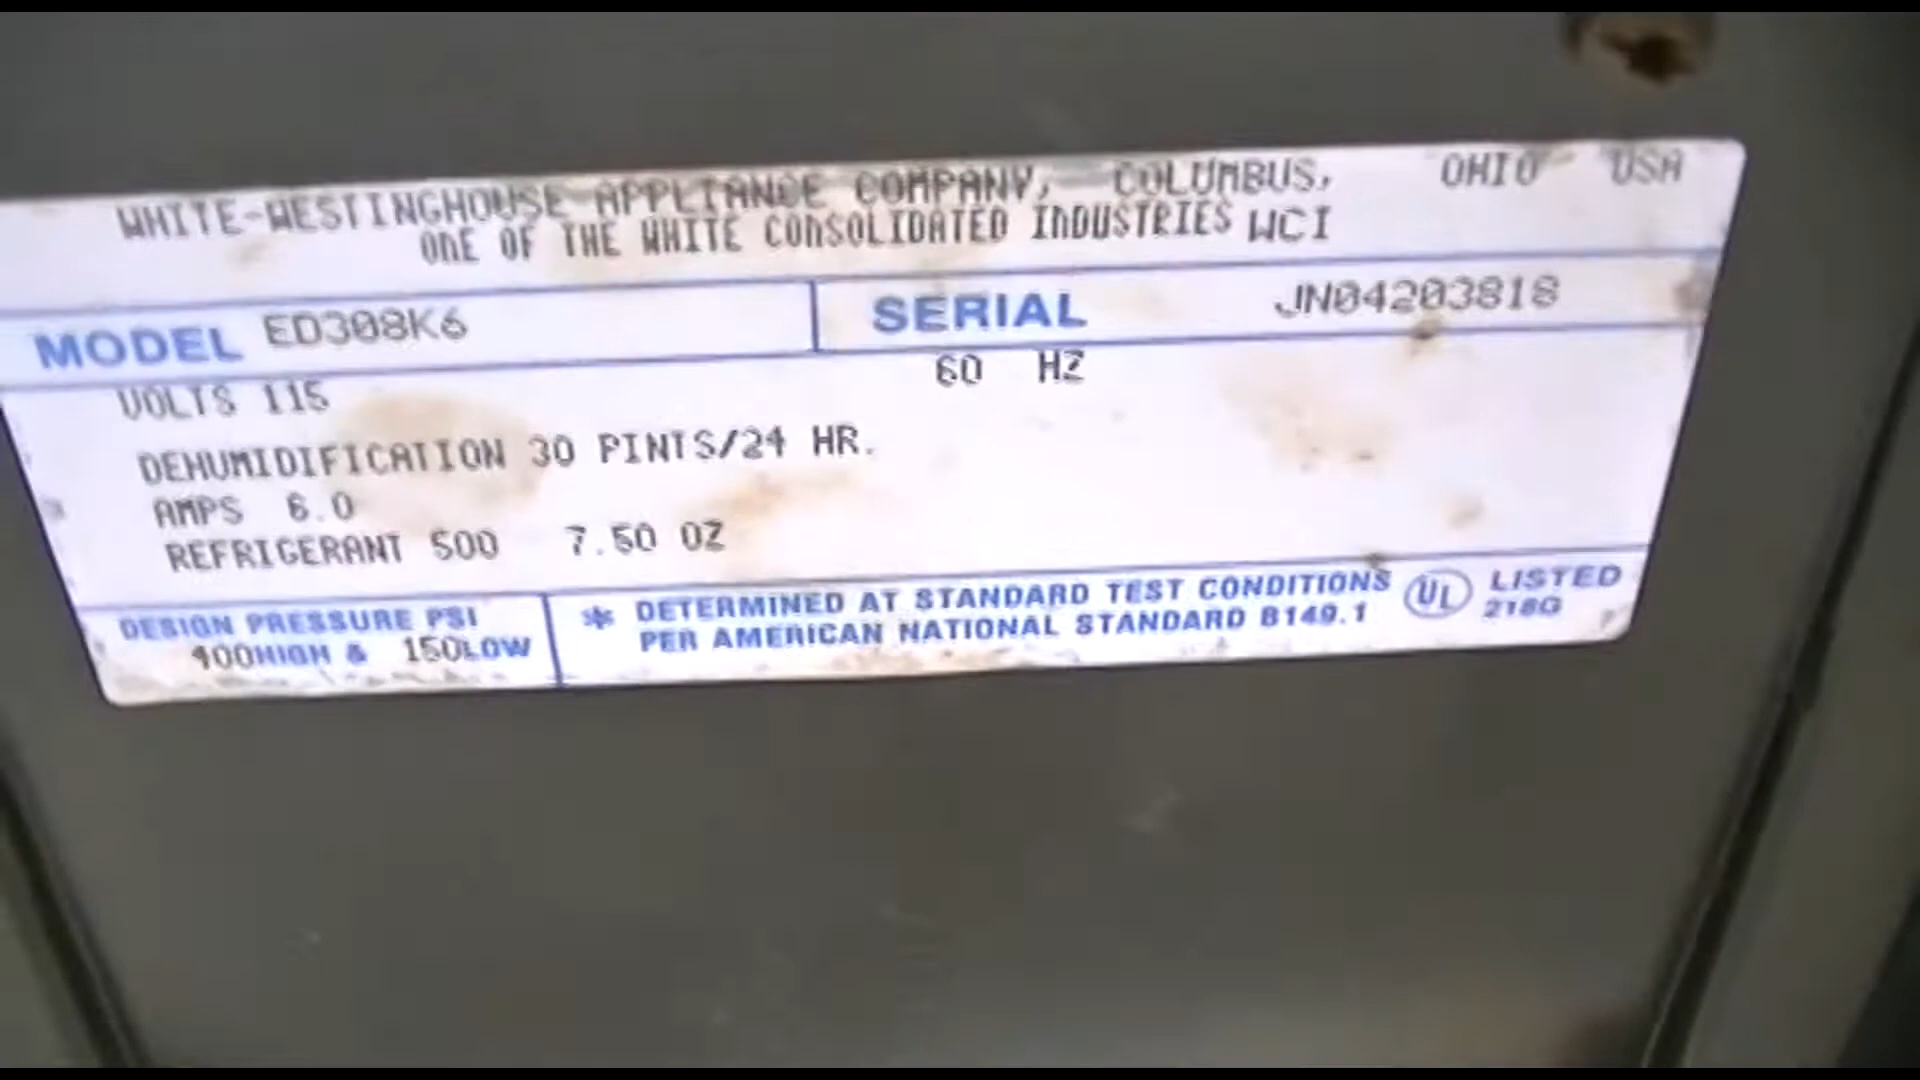 WHITE-WESTINGHOUSE APPLIANCE COMPANY, COLUMBUS, OHIO USA
ONE OF THE WHITE CONSOLIDATED INDUSTRIES WCI
MODEL ED308K6 SERIAL JN04203818
VOLTS 115 60 HZ
DEHUMIDIFICATION 30 PINTS/24 HR.
AMPS 6.0
REFRIGERANT 500 7.50 OZ
DESIGN PRESSURE PSI
400HIGH & 150LOW
* DETERMINED AT STANDARD TEST CONDITIONS
PER AMERICAN NATIONAL STANDARD B149.1
UL LISTED
218G